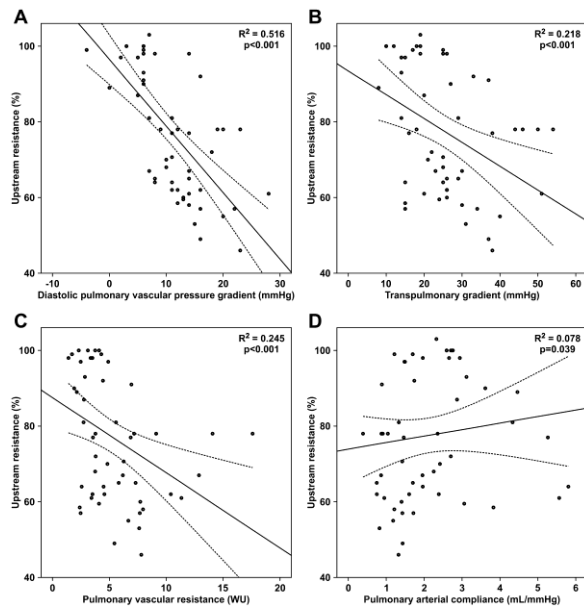 A
R² = 0.516
p<0.001
Upstream resistance (%)
100
80
60
40
-10 0 10 20 30
Diastolic pulmonary vascular pressure gradient (mmHg)
B
R² = 0.218
p<0.001
Upstream resistance (%)
100
80
60
40
0 10 20 30 40 50 60
Transpulmonary gradient (mmHg)
C
R² = 0.245
p<0.001
Upstream resistance (%)
100
80
60
40
0 5 10 15 20
Pulmonary vascular resistance (WU)
D
R² = 0.078
p=0.039
Upstream resistance (%)
100
80
60
40
0 1 2 3 4 5 6
Pulmonary arterial compliance (mL/mmHg)